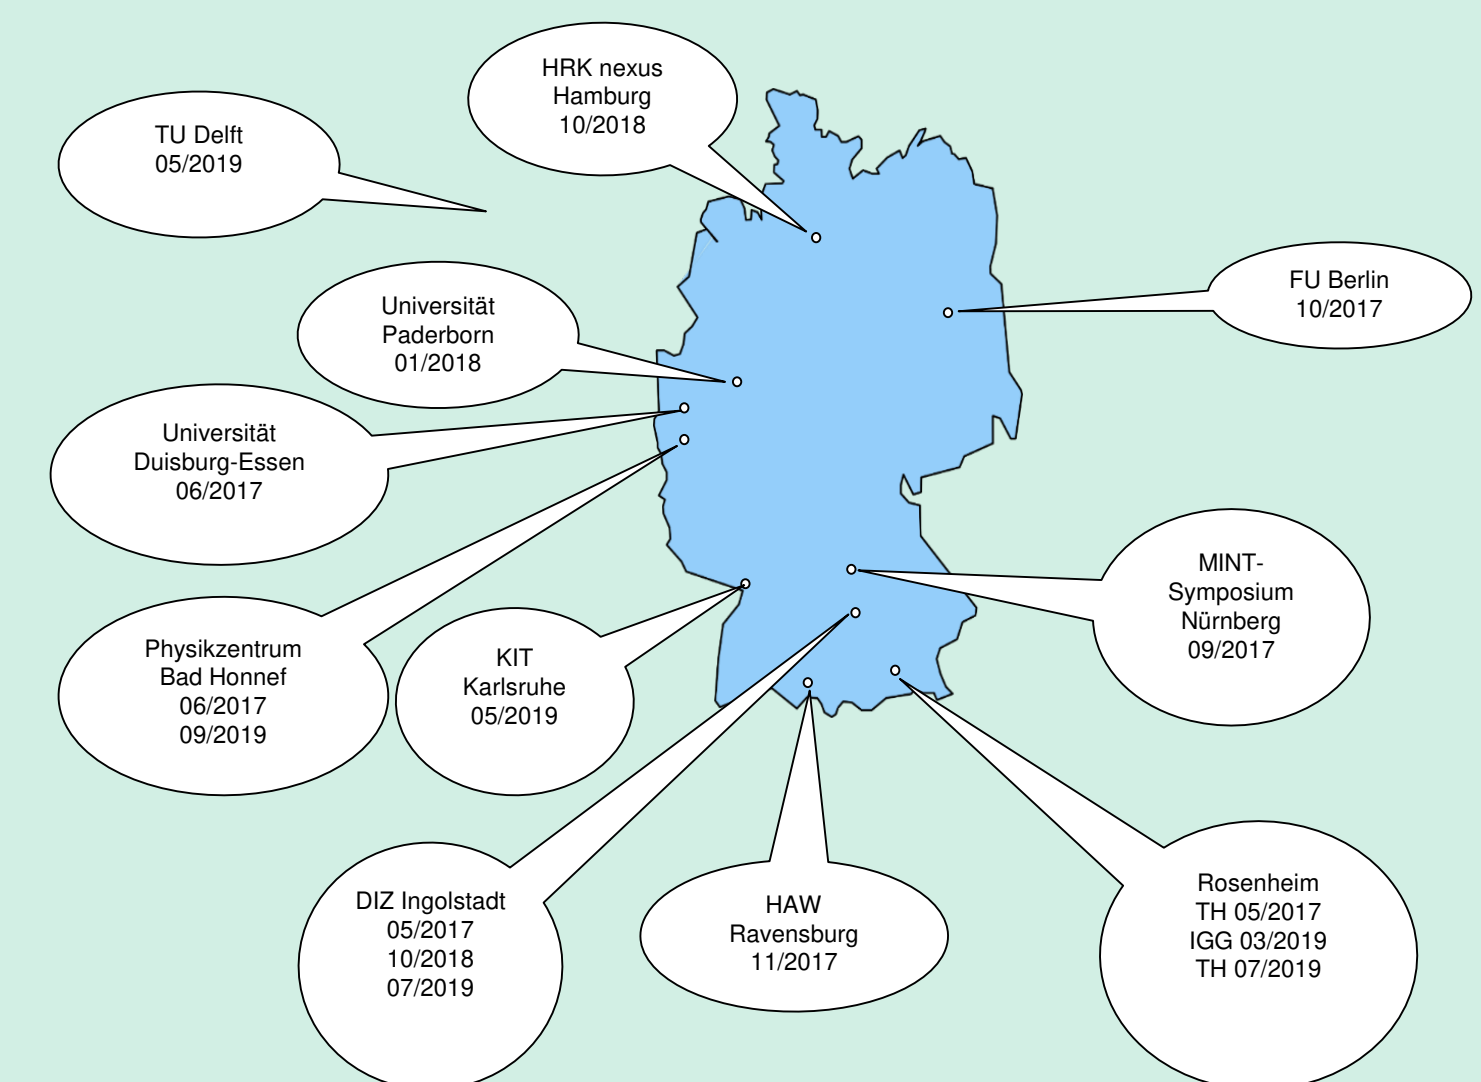 HRK nexus
Hamburg
10/2018
TU Delft
05/2019
FU Berlin
10/2017
Universität
Paderborn
01/2018
Universität
Duisburg-Essen
06/2017
MINT-
Symposium
Nürnberg
09/2017
Physikzentrum
Bad Honnef
06/2017
09/2019
KIT
Karlsruhe
05/2019
DIZ Ingolstadt
05/2017
10/2018
07/2019
HAW
Ravensburg
11/2017
Rosenheim
TH 05/2017
IGG 03/2019
TH 07/2019